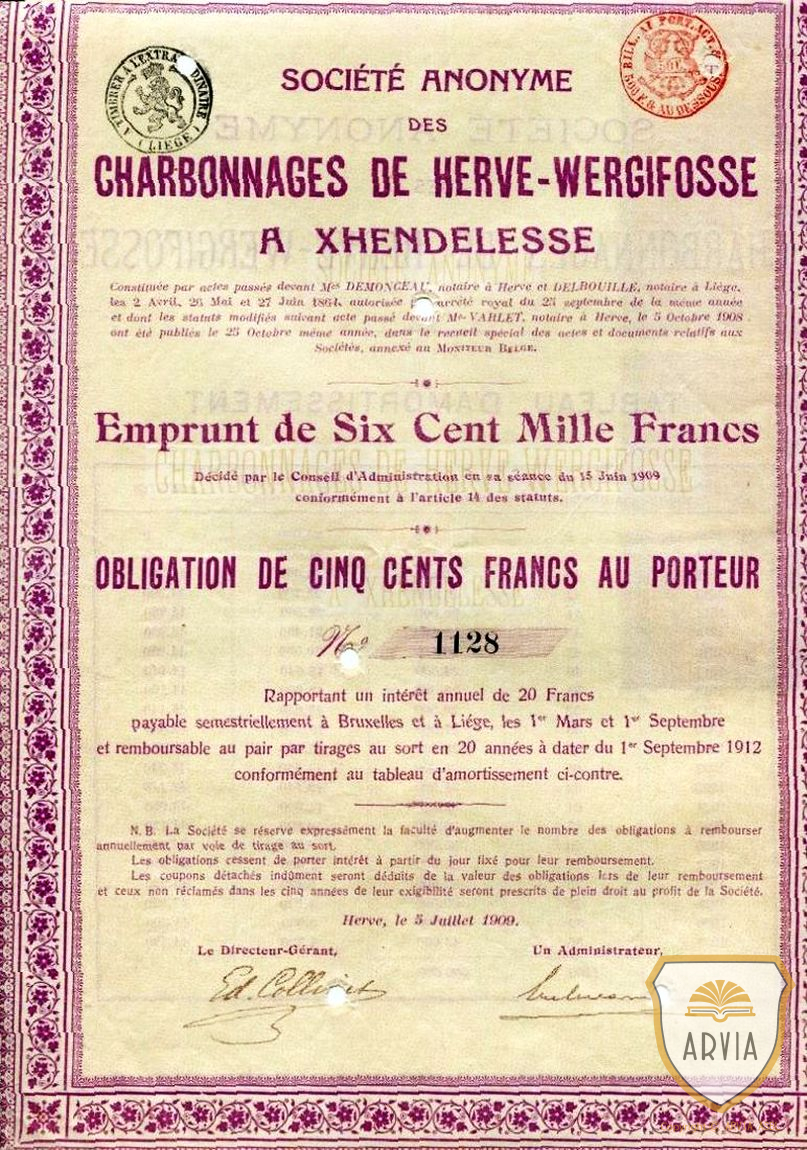 A TIMBRER A L'EXTRAORDINAIRE
(LIEGE)
SOCIÉTÉ ANONYME
DES
CHARBONNAGES DE HERVE-WERGIFOSSE
A XHENDELESSE
Constituée par actes passés devant Mes DEMONCEAU, notaire à Herve et DELBOUILLE, notaire à Liége,
les 2 Avril, 26 Mai et 27 Juin 1864, autorisée arrêté royal du 25 septembre de la même année
et dont les statuts modifiés suivant acte passé devant Me VARLET, notaire à Herve, le 5 Octobre 1908
ont été publiés le 25 Octobre même année, dans le recueil spécial des actes et documents relatifs aux
Sociétés, annexé au MONITEUR BELGE.
Emprunt de Six Cent Mille Francs
Décidé par le Conseil d'Administration en sa séance du 15 Juin 1909
conformément à l'article 14 des statuts.
OBLIGATION DE CINQ CENTS FRANCS AU PORTEUR
No 1128
Rapportant un intérêt annuel de 20 Francs
payable semestriellement à Bruxelles et à Liége, les 1er Mars et 1er Septembre
et remboursable au pair par tirages au sort en 20 années à dater du 1er Septembre 1912
conformément au tableau d'amortissement ci-contre.
N. B. La Société se réserve expressément la faculté d'augmenter le nombre des obligations à rembourser
annuellement par voie de tirage au sort.
Les obligations cessent de porter intérêt à partir du jour fixé pour leur remboursement.
Les coupons détachés indûment seront déduits de la valeur des obligations lors de leur remboursement
et ceux non réclamés dans les cinq années de leur exigibilité seront prescrits de plein droit au profit de la Société.
Herve, le 5 Juillet 1909.
Le Directeur-Gérant, Un Administrateur,
Ed. Collinet
ARVIA